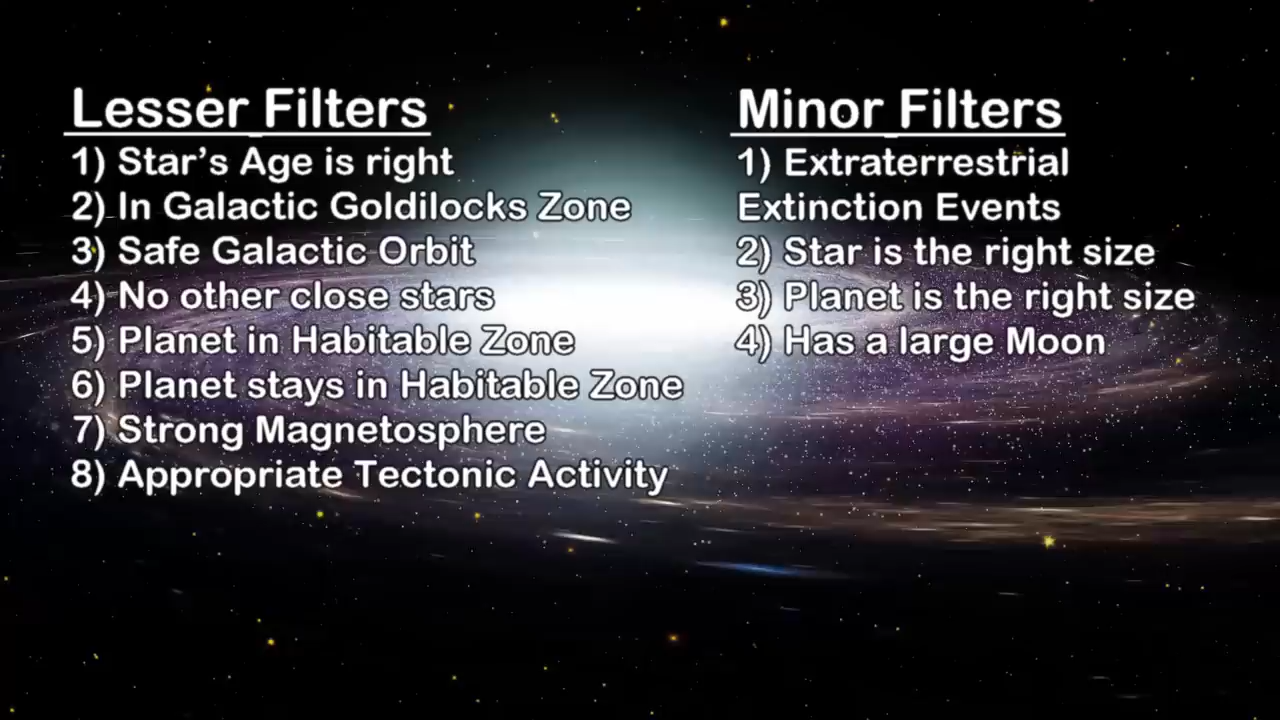 Lesser Filters
1) Star’s Age is right
2) In Galactic Goldilocks Zone
3) Safe Galactic Orbit
4) No other close stars
5) Planet in Habitable Zone
6) Planet stays in Habitable Zone
7) Strong Magnetosphere
8) Appropriate Tectonic Activity
Minor Filters
1) Extraterrestrial
Extinction Events
2) Star is the right size
3) Planet is the right size
4) Has a large Moon